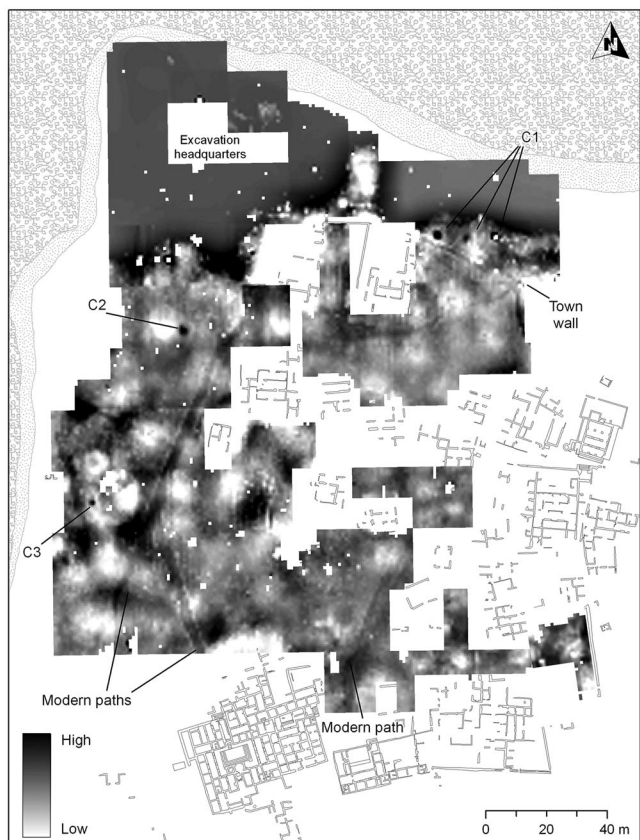 N
C1
Excavation
headquarters
C2
Town
wall
C3
Modern paths
Modern path
High
Low
0 20 40 m